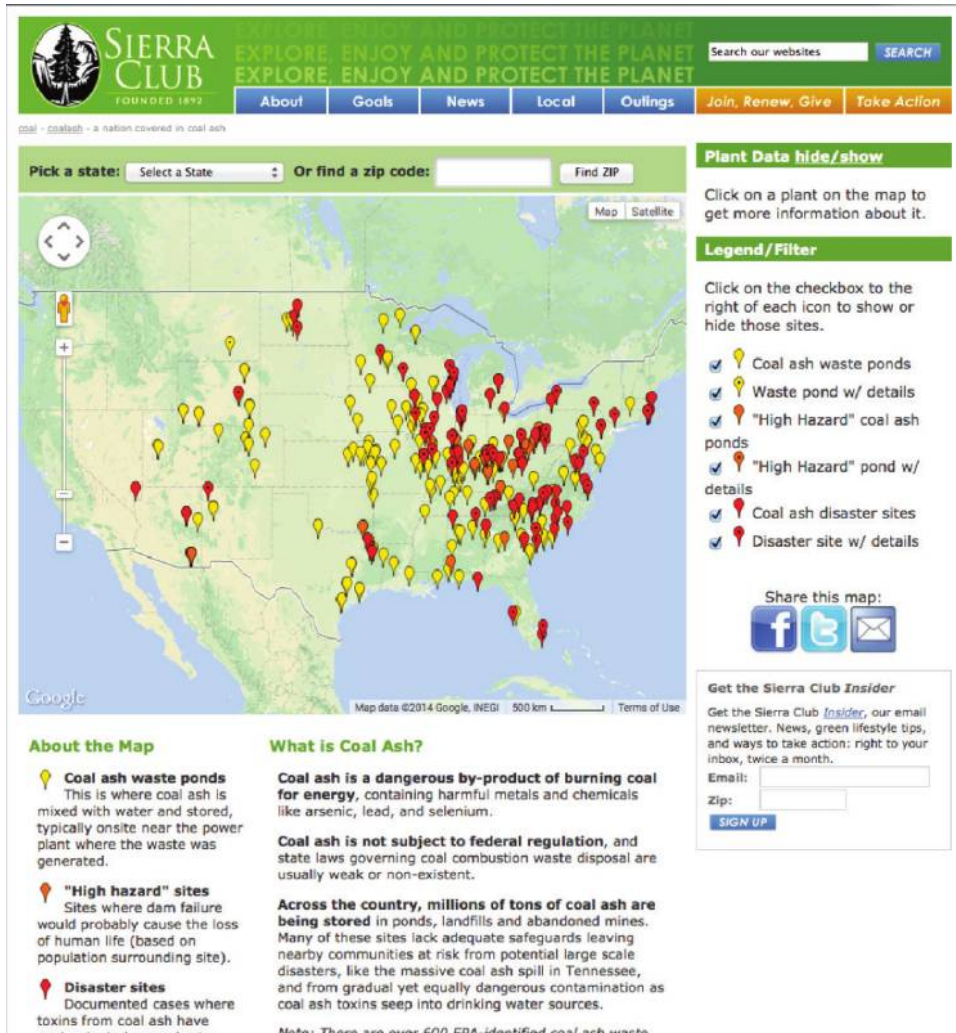 SIERRA
CLUB
FOUNDED 1892
EXPLORE, ENJOY AND PROTECT THE PLANET
EXPLORE, ENJOY AND PROTECT THE PLANET
EXPLORE, ENJOY AND PROTECT THE PLANET
Search our websites
SEARCH
About Goals News Local Outings Join, Renew, Give Take Action
coal - coalash - a nation covered in coal ash
Pick a state: Select a State Or find a zip code: Find ZIP
Map Satellite
Google
Map data ©2014 Google, INEGI 500 km Terms of Use
Plant Data hide/show
Click on a plant on the map to
get more information about it.
Legend/Filter
Click on the checkbox to the
right of each icon to show or
hide those sites.
Coal ash waste ponds
Waste pond w/ details
"High Hazard" coal ash
ponds
"High Hazard" pond w/
details
Coal ash disaster sites
Disaster site w/ details
Share this map:
Get the Sierra Club Insider
Get the Sierra Club Insider, our email
newsletter. News, green lifestyle tips,
and ways to take action: right to your
inbox, twice a month.
Email:
Zip:
SIGN UP
About the Map
Coal ash waste ponds
This is where coal ash is
mixed with water and stored,
typically onsite near the power
plant where the waste was
generated.
"High hazard" sites
Sites where dam failure
would probably cause the loss
of human life (based on
population surrounding site).
Disaster sites
Documented cases where
toxins from coal ash have
What is Coal Ash?
Coal ash is a dangerous by-product of burning coal
for energy, containing harmful metals and chemicals
like arsenic, lead, and selenium.
Coal ash is not subject to federal regulation, and
state laws governing coal combustion waste disposal are
usually weak or non-existent.
Across the country, millions of tons of coal ash are
being stored in ponds, landfills and abandoned mines.
Many of these sites lack adequate safeguards leaving
nearby communities at risk from potential large scale
disasters, like the massive coal ash spill in Tennessee,
and from gradual yet equally dangerous contamination as
coal ash toxins seep into drinking water sources.
Note: There are over 600 EPA-identified coal ash waste